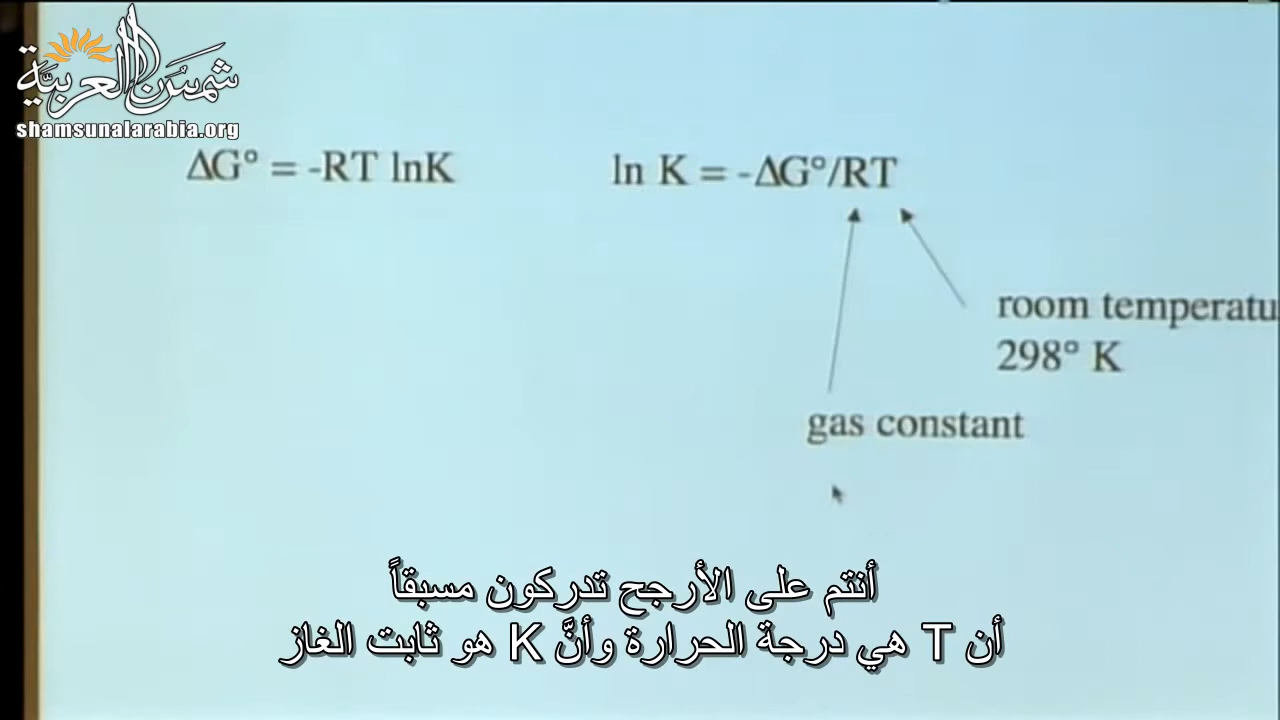 شمس العربية
shamsunalarabia.org
ΔG° = -RT lnK
ln K = -ΔG°/RT
room temperatu
298° K
gas constant
أنتم على الأرجح تدركون مسبقاً
أن T هي درجة الحرارة وأنَّ K هو ثابت الغاز